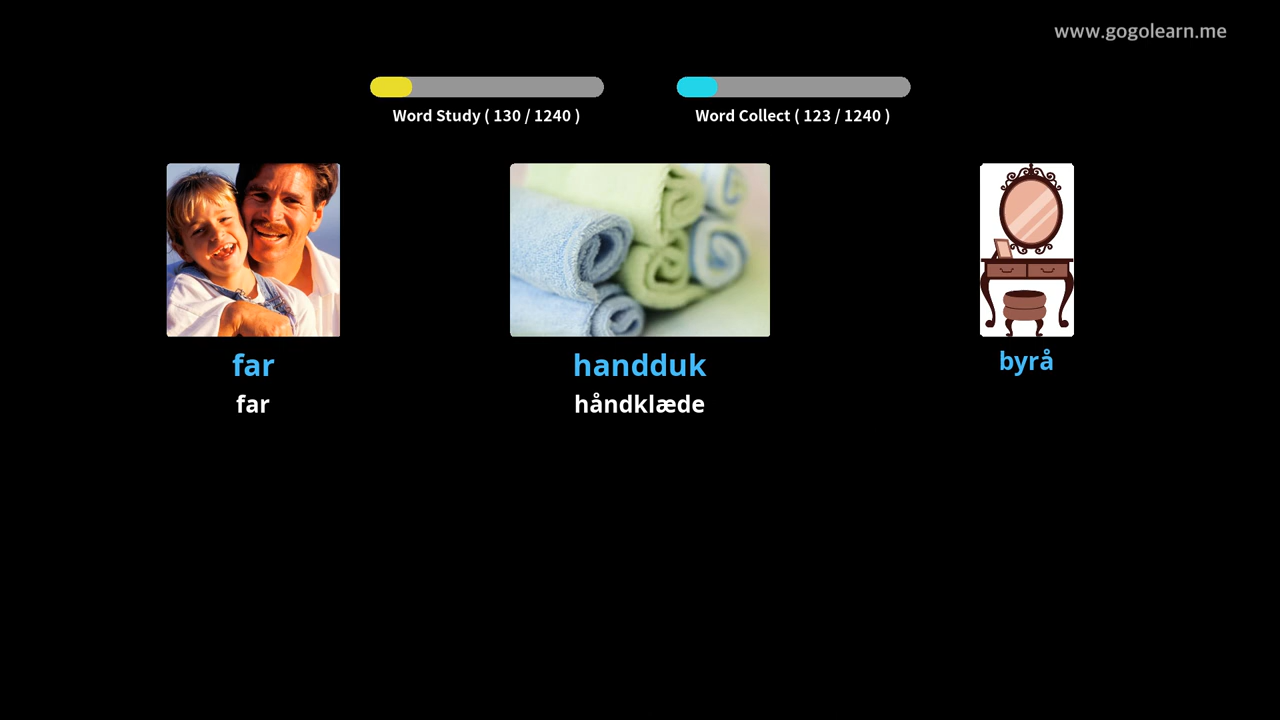 www.gogolearn.me
Word Study ( 130 / 1240 )
Word Collect ( 123 / 1240 )
far
far
handduk
håndklæde
byrå